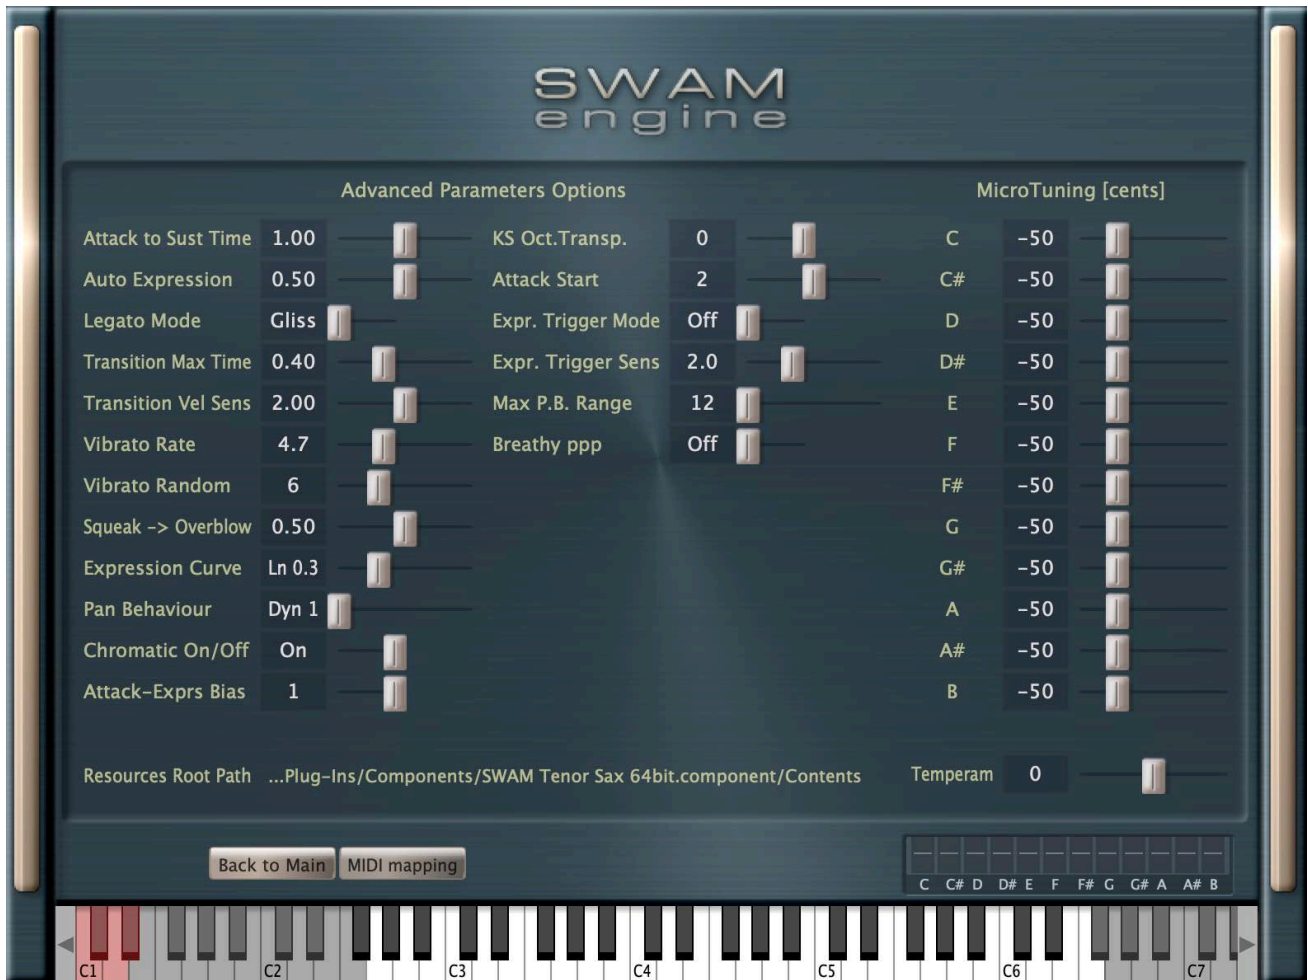 SWAM
engine
Advanced Parameters Options
MicroTuning [cents]
Attack to Sust Time 1.00 KS Oct.Transp. 0 C -50
Auto Expression 0.50 Attack Start 2 C# -50
Legato Mode Gliss Expr. Trigger Mode Off D -50
Transition Max Time 0.40 Expr. Trigger Sens 2.0 D# -50
Transition Vel Sens 2.00 Max P.B. Range 12 E -50
Vibrato Rate 4.7 Breathy ppp Off F -50
Vibrato Random 6 F# -50
Squeak -> Overblow 0.50 G -50
Expression Curve Ln 0.3 G# -50
Pan Behaviour Dyn 1 A -50
Chromatic On/Off On A# -50
Attack-Exprs Bias 1 B -50
Resources Root Path ...Plug-Ins/Components/SWAM Tenor Sax 64bit.component/Contents Temperam 0
Back to Main MIDI mapping
C C# D D# E F F# G G# A A# B
C1 C2 C3 C4 C5 C6 C7